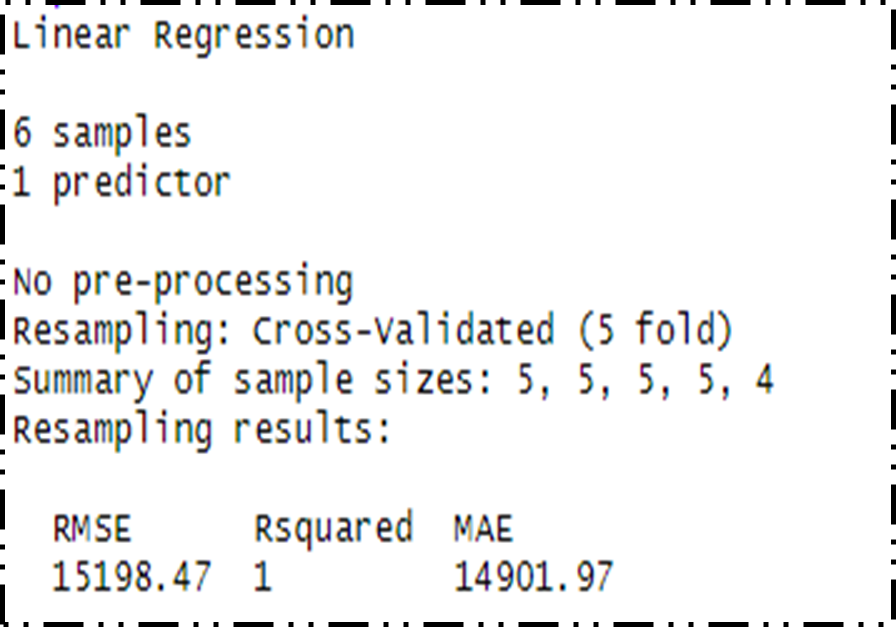 Linear Regression
6 samples
1 predictor
No pre-processing
Resampling: Cross-Validated (5 fold)
Summary of sample sizes: 5, 5, 5, 5, 4
Resampling results:
RMSE Rsquared MAE
15198.47 1 14901.97